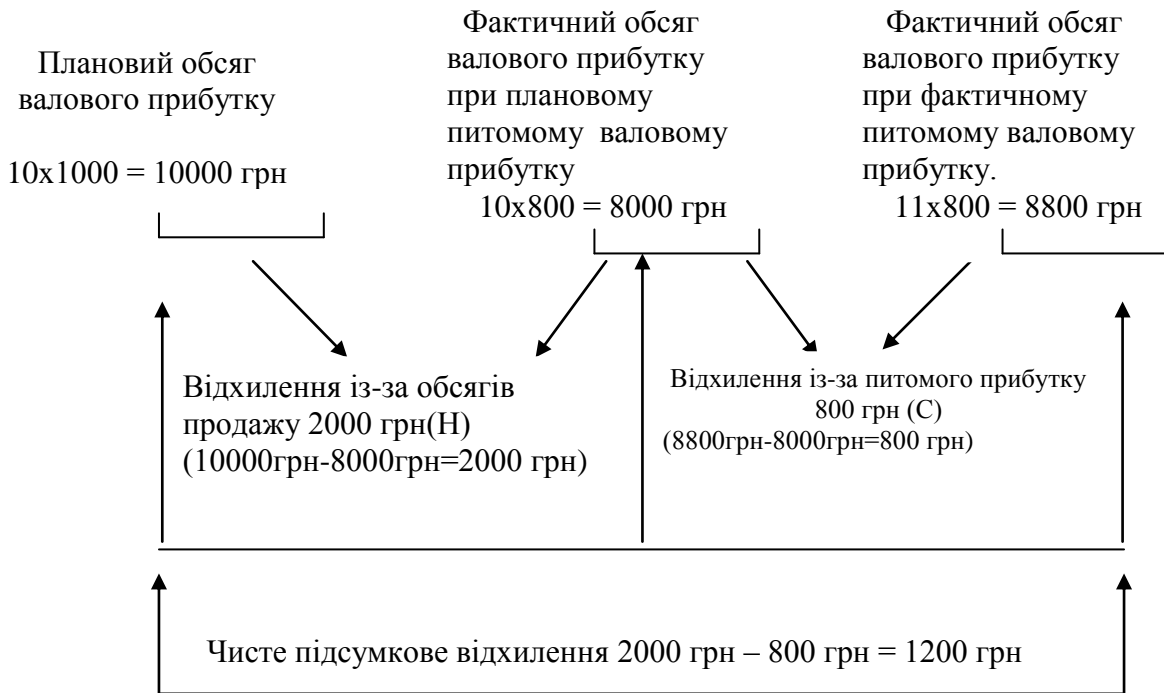 Плановий обсяг
валового прибутку
10х1000 = 10000 грн
Фактичний обсяг
валового прибутку
при плановому
питомому валовому
прибутку
10х800 = 8000 грн
Фактичний обсяг
валового прибутку
при фактичному
питомому валовому
прибутку.
11х800 = 8800 грн
Відхилення із-за обсягів
продажу 2000 грн(Н)
(10000грн-8000грн=2000 грн)
Відхилення із-за питомого прибутку
800 грн (С)
(8800грн-8000грн=800 грн)
Чисте підсумкове відхилення 2000 грн – 800 грн = 1200 грн